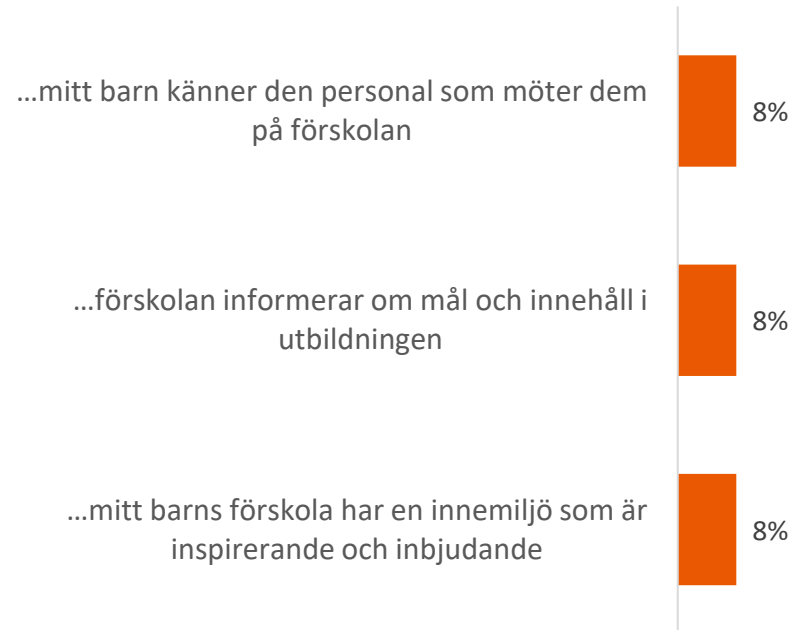 …mitt barn känner den personal som möter dem
på förskolan
8%
…förskolan informerar om mål och innehåll i
utbildningen
8%
…mitt barns förskola har en innemiljö som är
inspirerande och inbjudande
8%